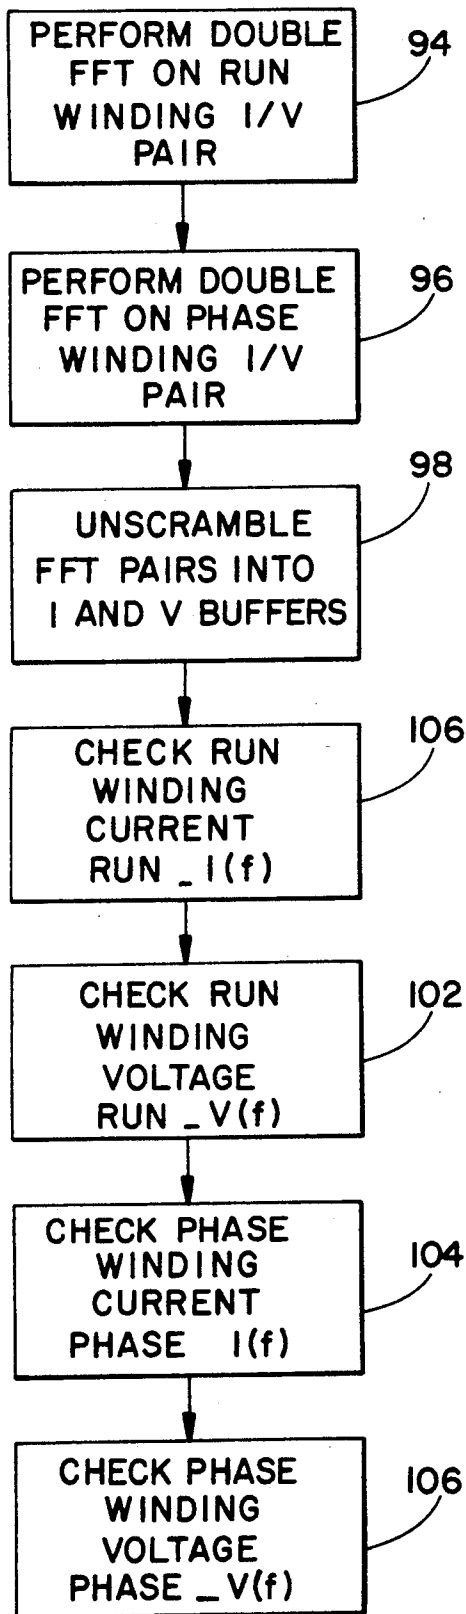 PERFORM DOUBLE
FFT ON RUN
WINDING I/V
PAIR
94
PERFORM DOUBLE
FFT ON PHASE
WINDING I/V
PAIR
96
UNSCRAMBLE
FFT PAIRS INTO
I AND V BUFFERS
98
CHECK RUN
WINDING
CURRENT
RUN _ I(f)
106
CHECK RUN
WINDING
VOLTAGE
RUN _ V(f)
102
CHECK PHASE
WINDING
CURRENT
PHASE I(f)
104
CHECK PHASE
WINDING
VOLTAGE
PHASE _ V(f)
106